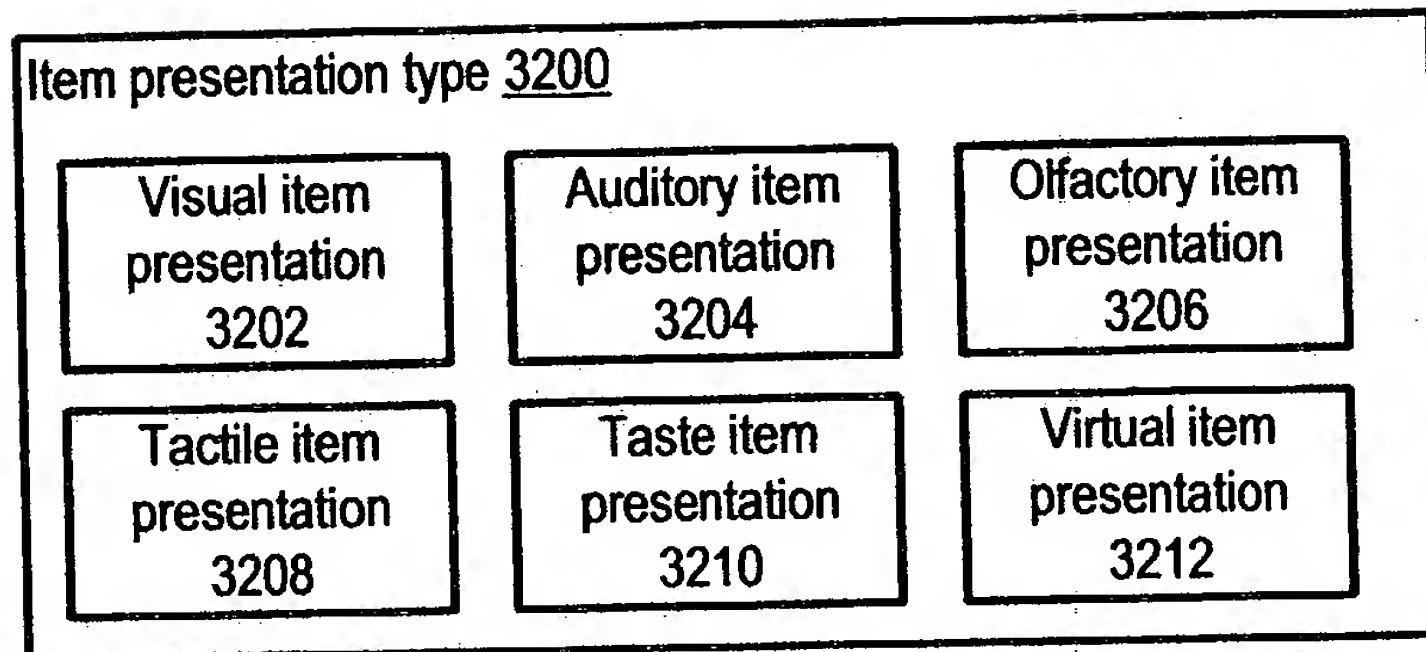 Item presentation type 3200
Visual item
presentation
3202
Auditory item
presentation
3204
Olfactory item
presentation
3206
Tactile item
presentation
3208
Taste item
presentation
3210
Virtual item
presentation
3212